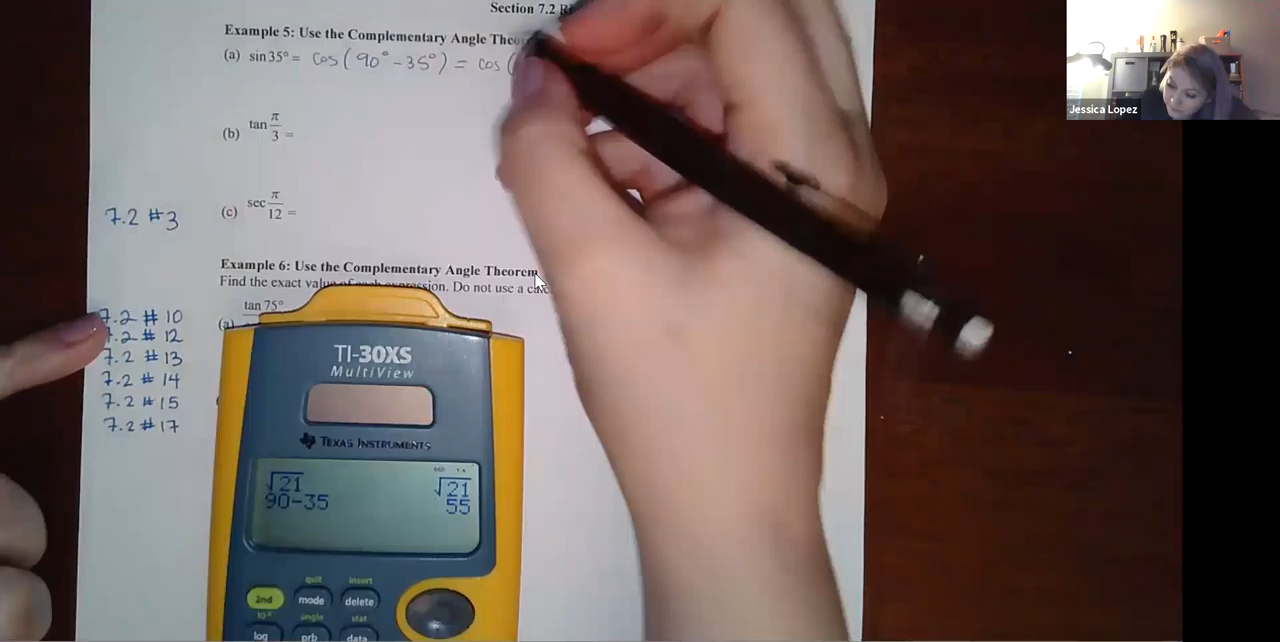 Section 7.2
Example 5: Use the Complementary Angle
(a) sin 35° = cos (90° - 35°) = cos (
(b) tan π/3 =
(c) sec π/12 =
7.2 #3
Example 6: Use the Complementary Angle Theorem
Find the exact value of each expression. Do not use a
(a) tan 75°
7.2 #10
7.2 #12
7.2 #13
7.2 #14
7.2 #15
7.2 #17
TI-30XS
MultiView
TEXAS INSTRUMENTS
√21 √21
90-35 55
quit insert
2nd mode delete
angle stat
log prb data
Jessica Lopez